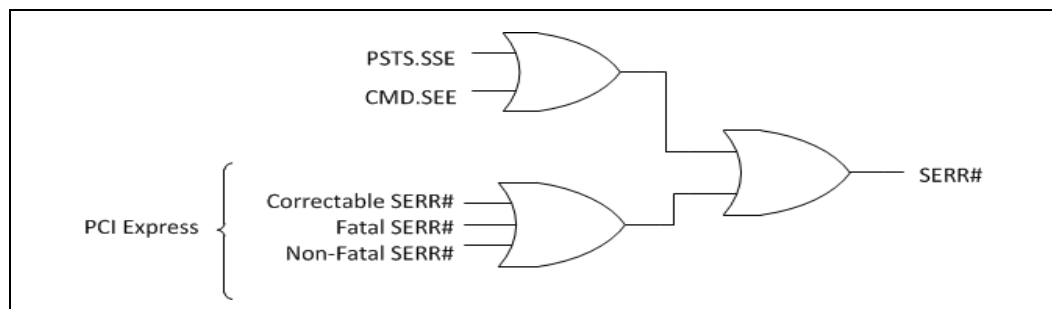 PSTS.SSE
CMD.SEE
SERR#
PCI Express
Correctable SERR#
Fatal SERR#
Non-Fatal SERR#